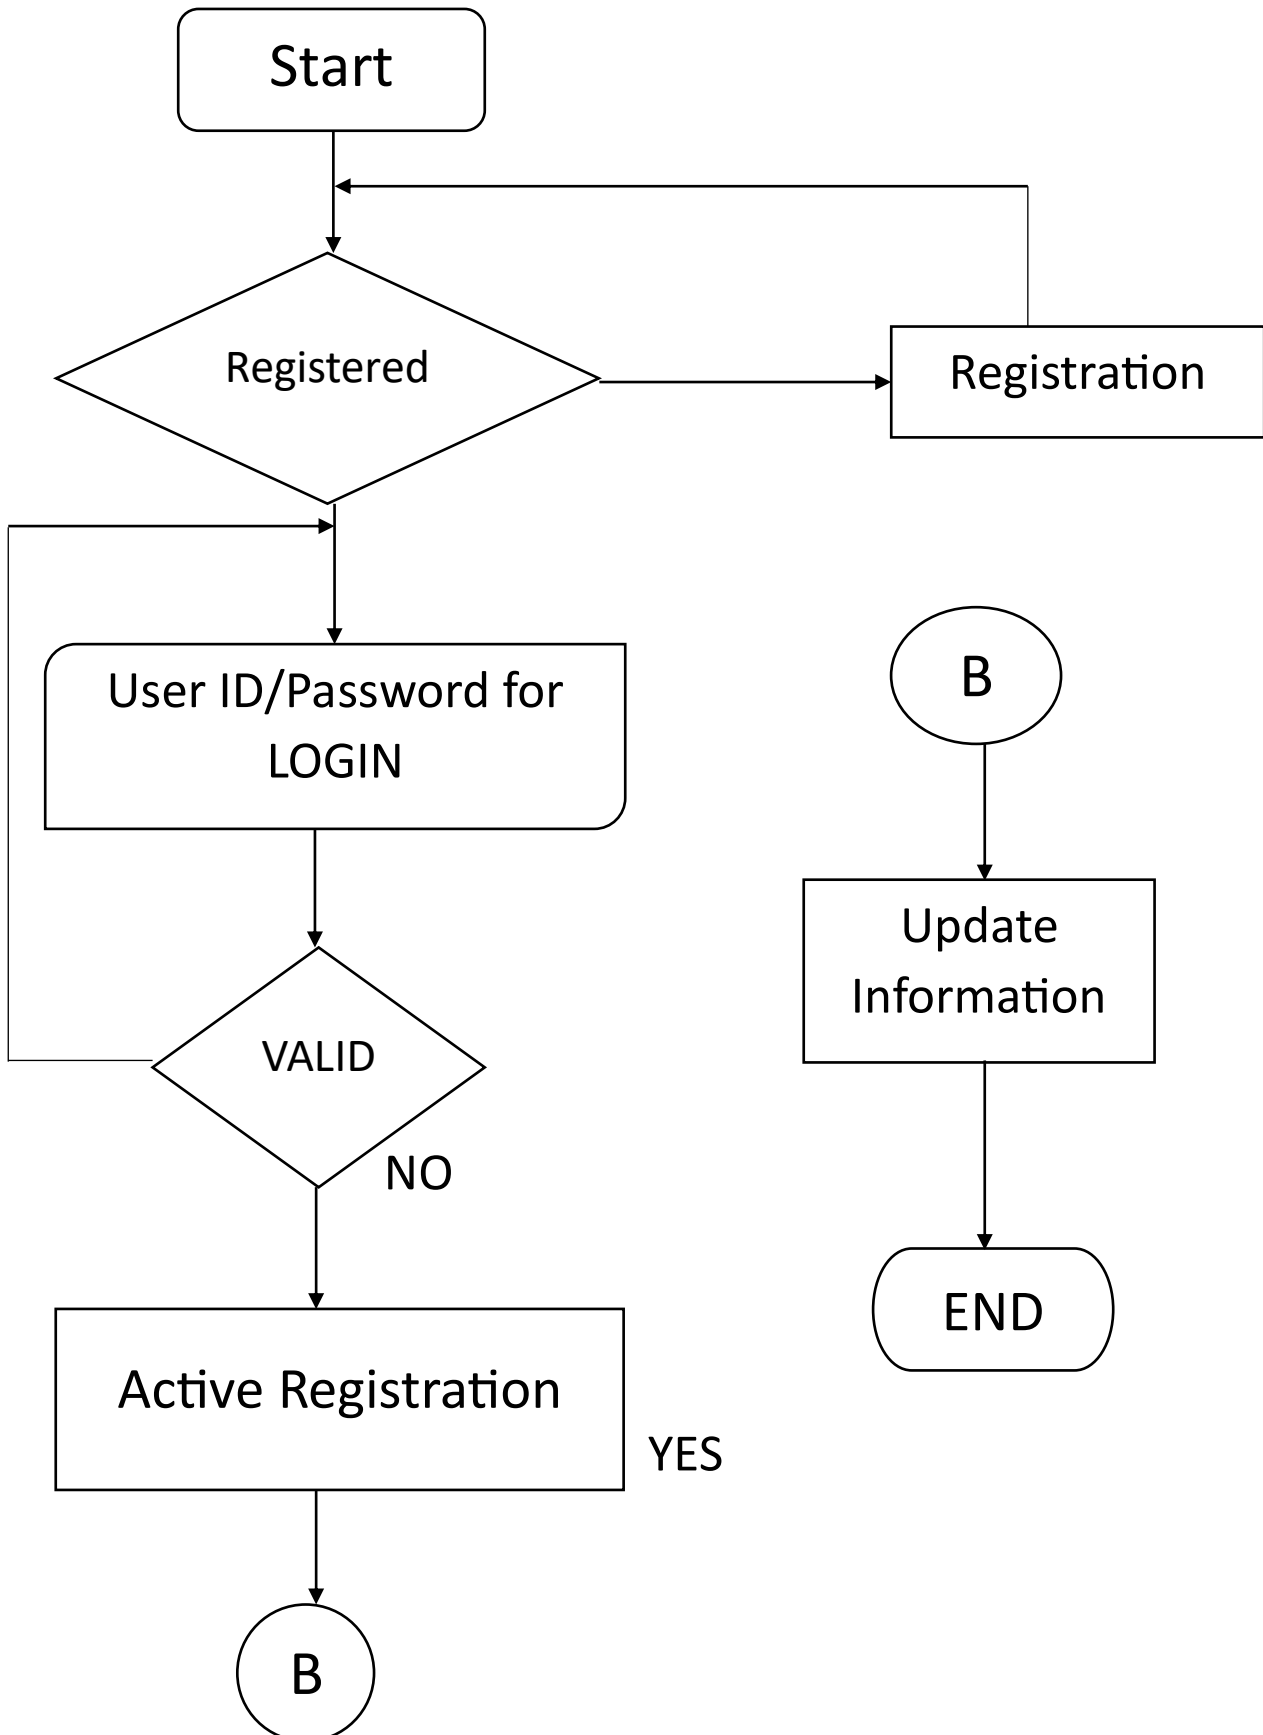 Start
Registered
Registration
User ID/Password for
LOGIN
VALID
NO
Active Registration
YES
B
B
Update
Information
END